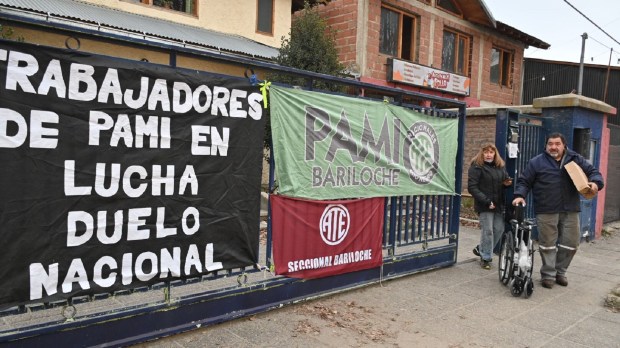 TRABAJADORES
DE PAMI EN
LUCHA
DUELO
NACIONAL
PAMI
BARILOCHE
ATE
SECCIONAL BARILOCHE